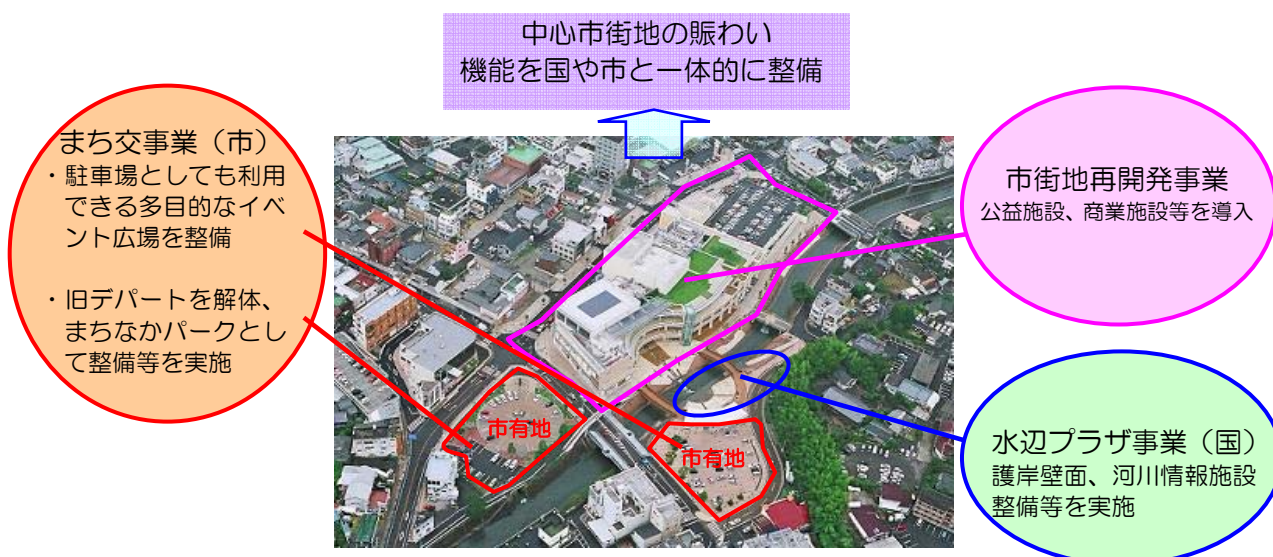 中心市街地の賑わい
機能を国や市と一体的に整備
まち交事業（市）
・駐車場としても利用
できる多目的なイベ
ント広場を整備
・旧デパートを解体、
まちなかパークとし
て整備等を実施
市街地再開発事業
公益施設、商業施設等を導入
市有地
市有地
水辺プラザ事業（国）
護岸壁面、河川情報施設
整備等を実施